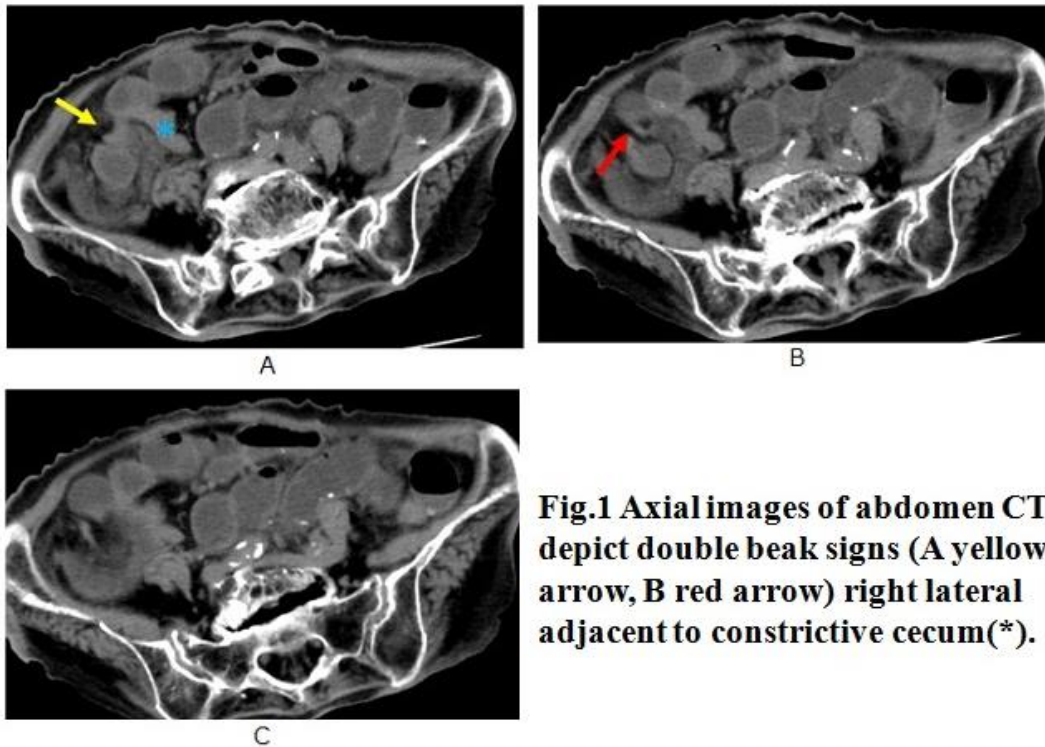 A
B
C
Fig.1 Axial images of abdomen CT
depict double beak signs (A yellow
arrow, B red arrow) right lateral
adjacent to constrictive cecum(*).